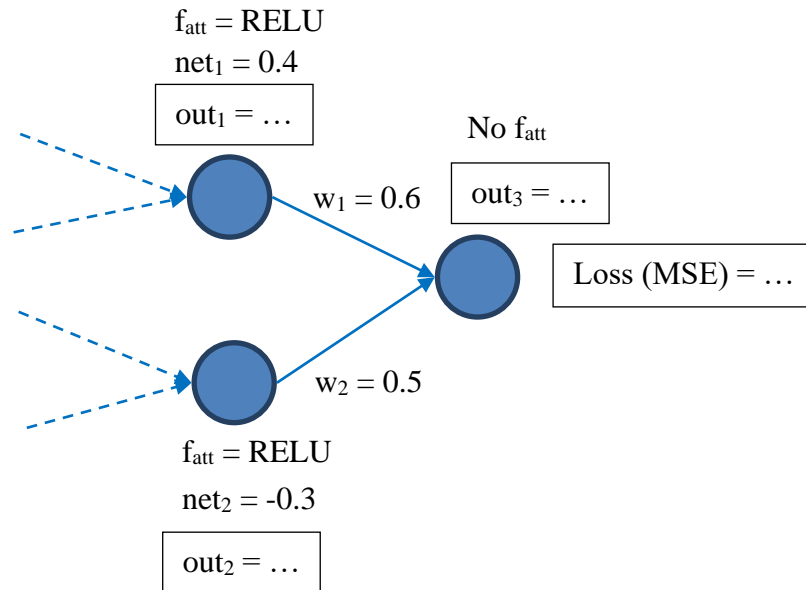 f_att = RELU
net_1 = 0.4
out_1 = …
No f_att
w_1 = 0.6
out_3 = …
Loss (MSE) = …
w_2 = 0.5
f_att = RELU
net_2 = -0.3
out_2 = …